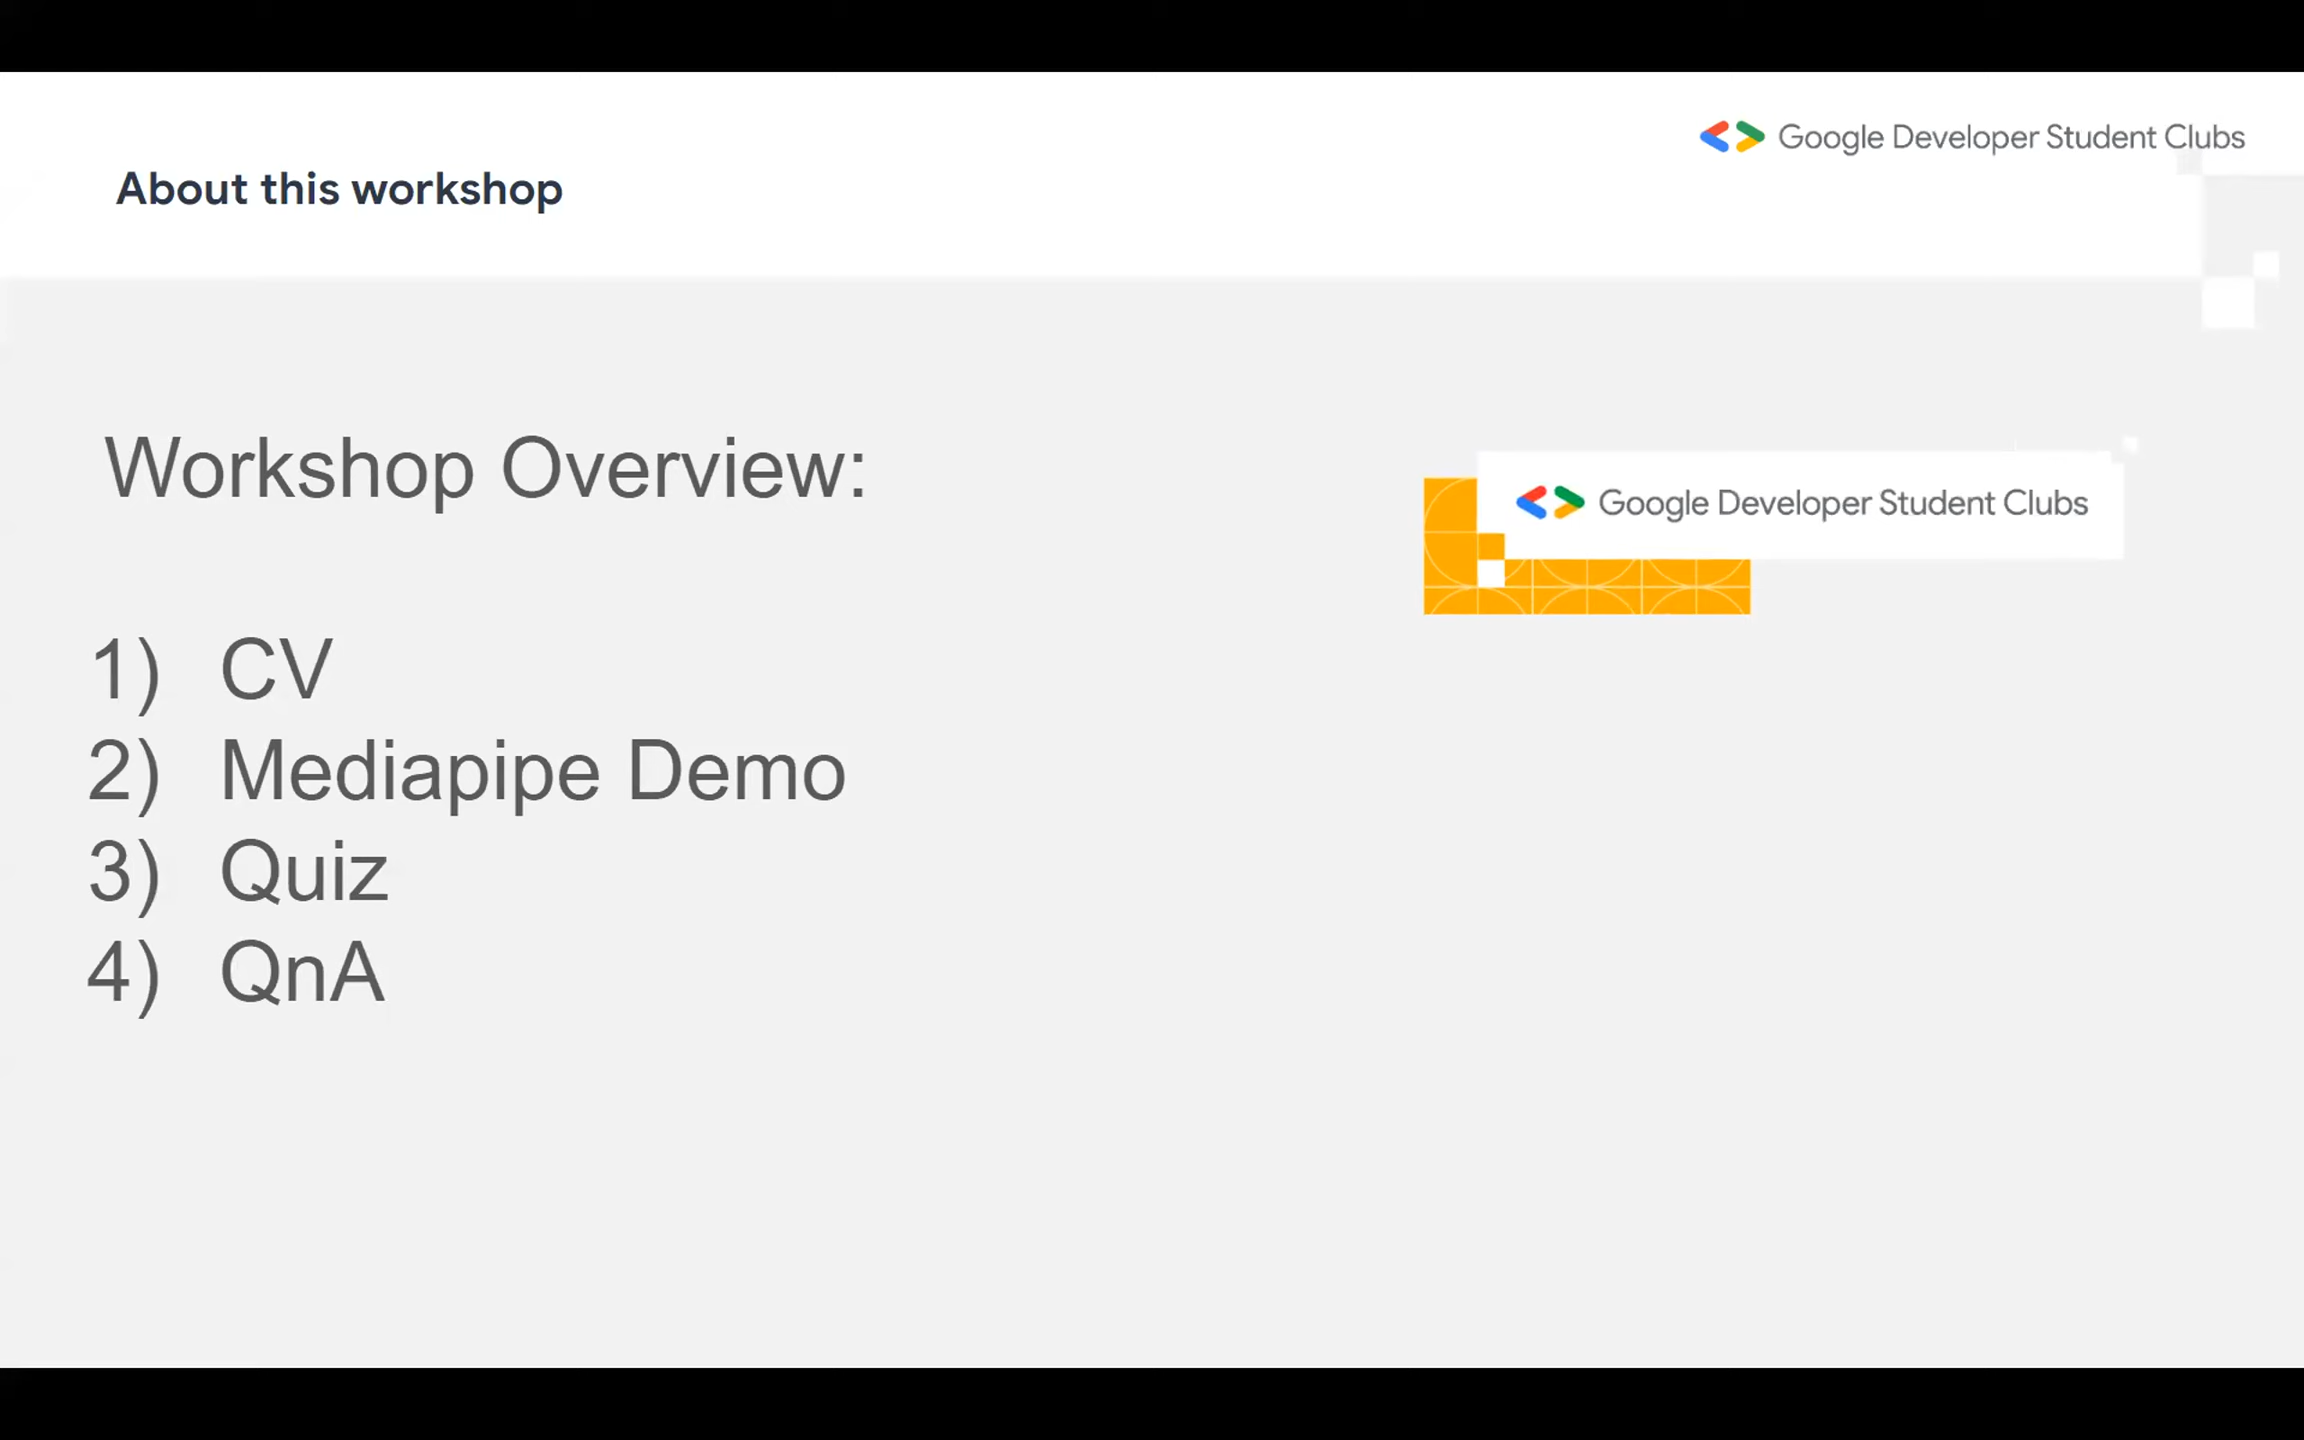 Google Developer Student Clubs
About this workshop
Workshop Overview:
Google Developer Student Clubs
1) CV
2) Mediapipe Demo
3) Quiz
4) QnA